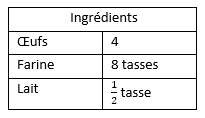 Ingrédients
Œufs 4
Farine 8 tasses
Lait 1/2 tasse